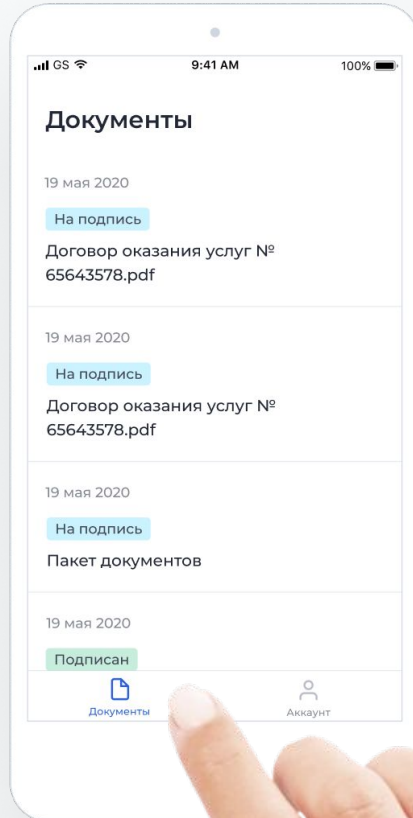 GS 9:41 AM 100%
Документы
19 мая 2020
На подпись
Договор оказания услуг №
65643578.pdf
19 мая 2020
На подпись
Договор оказания услуг №
65643578.pdf
19 мая 2020
На подпись
Пакет документов
19 мая 2020
Подписан
Документы Аккаунт